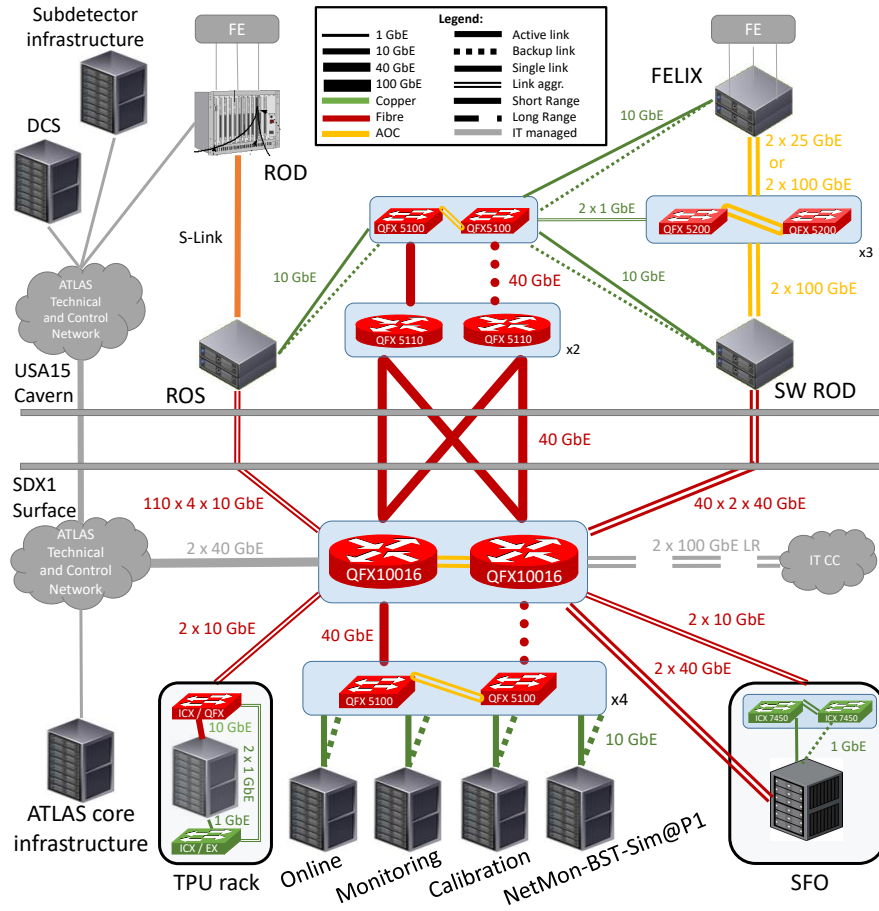 Subdetector
infrastructure
FE
Legend:
1 GbE
10 GbE
40 GbE
100 GbE
Copper
Fibre
AOC
Active link
Backup link
Single link
Link aggr.
Short Range
Long Range
IT managed
FE
FELIX
DCS
ROD
10 GbE
2 x 25 GbE
or
2 x 100 GbE
S-Link
QFX 5100
QFX5100
2 x 1 GbE
QFX 5200
QFX 5200
x3
10 GbE
40 GbE
10 GbE
2 x 100 GbE
ATLAS
Technical
and Control
Network
QFX 5110
QFX 5110
x2
USA15
Cavern
ROS
SW ROD
40 GbE
SDX1
Surface
110 x 4 x 10 GbE
40 x 2 x 40 GbE
ATLAS
Technical
and Control
Network
2 x 40 GbE
QFX10016
QFX10016
2 x 100 GbE LR
IT CC
2 x 10 GbE
40 GbE
2 x 10 GbE
2 x 40 GbE
QFX 5100
QFX 5100
x4
ICX / QFX
10 GbE
2 x 1 GbE
1 GbE
ICX / EX
10 GbE
ICX 7450
ICX 7450
1 GbE
ATLAS core
infrastructure
TPU rack
Online
Monitoring
Calibration
NetMon-BST-Sim@P1
SFO